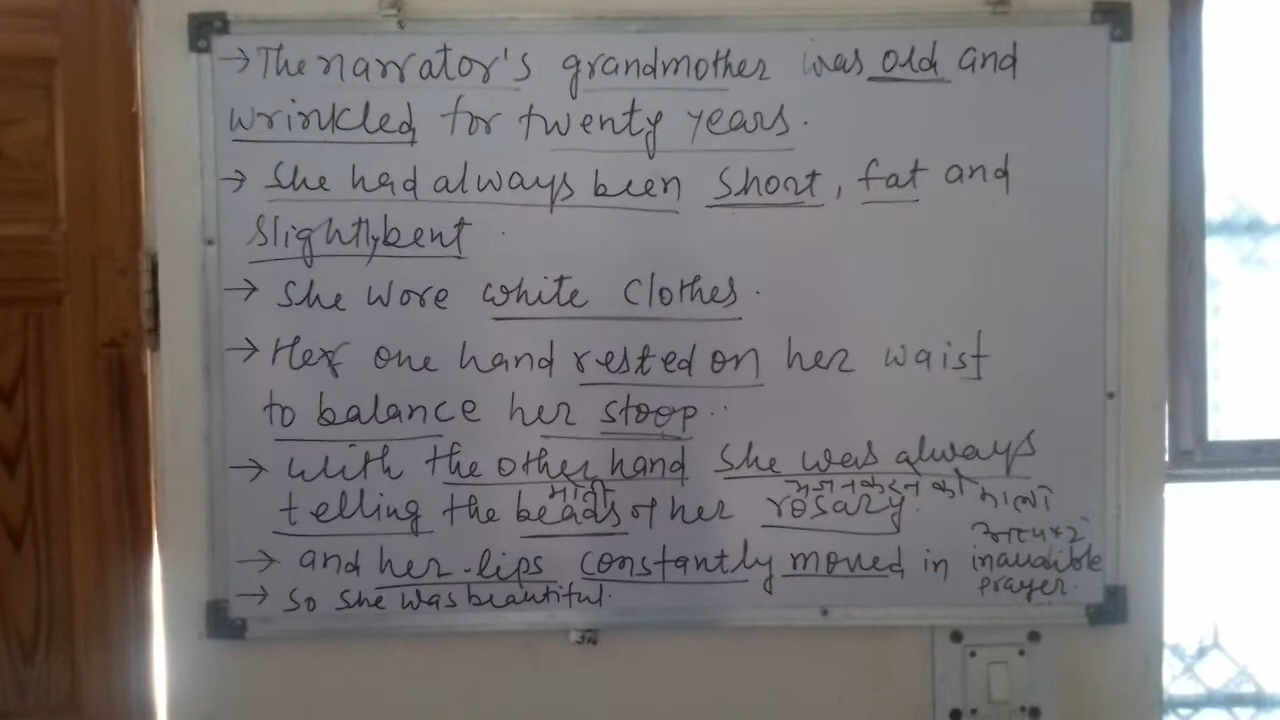 → The narrator's grandmother was old and
wrinkled for twenty years.
→ She had always been short, fat and
slightly bent.
→ She wore white clothes.
→ Her one hand rested on her waist
to balance her stoop..
→ with the other hand she was always
telling the beads of her rosary.
→ and her lips constantly moved in inaudible
prayer.
→ So she was beautiful.